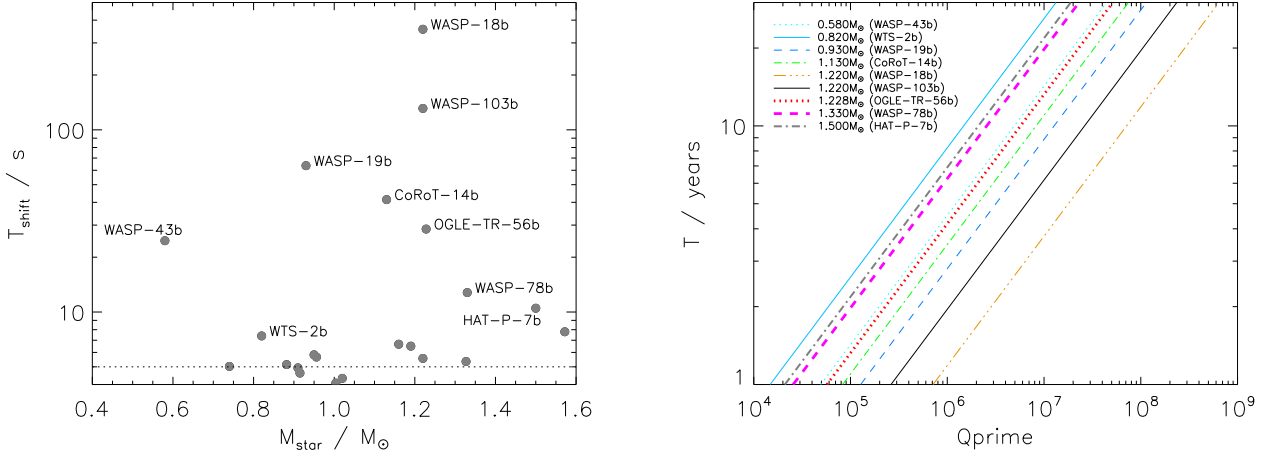 100
10
T_shift / s
WASP-18b
WASP-103b
WASP-19b
CoRoT-14b
OGLE-TR-56b
WASP-43b
WASP-78b
HAT-P-7b
WTS-2b
0.4 0.6 0.8 1.0 1.2 1.4 1.6
M_star / M_⊙
10
1
T / years
0.580M_⊙ (WASP-43b)
0.820M_⊙ (WTS-2b)
0.930M_⊙ (WASP-19b)
1.130M_⊙ (CoRoT-14b)
1.220M_⊙ (WASP-18b)
1.220M_⊙ (WASP-103b)
1.228M_⊙ (OGLE-TR-56b)
1.330M_⊙ (WASP-78b)
1.500M_⊙ (HAT-P-7b)
10^4 10^5 10^6 10^7 10^8 10^9
Qprime